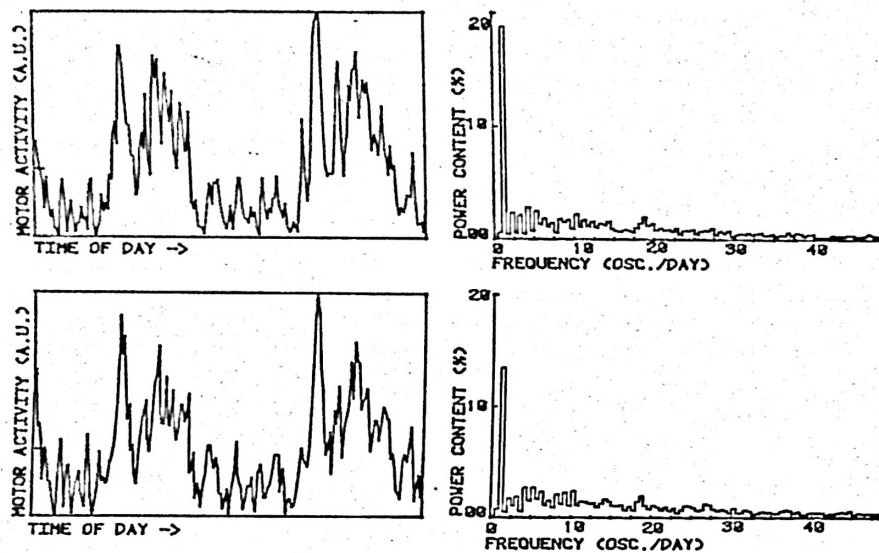 MOTOR ACTIVITY (A.U.)
TIME OF DAY ->
POWER CONTENT (%)
20
10
00
0 10 20 30 40
FREQUENCY (OSC./DAY)
MOTOR ACTIVITY (A.U.)
TIME OF DAY ->
POWER CONTENT (%)
20
10
00
0 10 20 30 40
FREQUENCY (OSC./DAY)